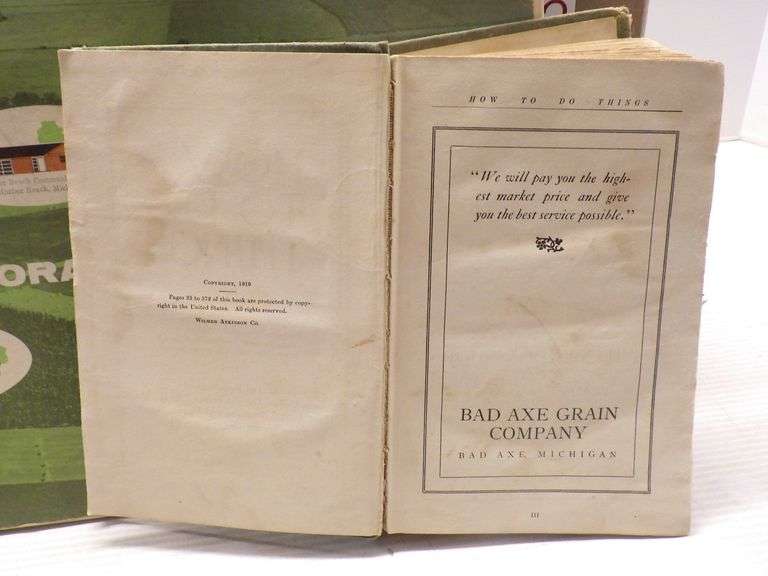 COPYRIGHT, 1919
Pages 33 to 372 of this book are protected by copy-
right in the United States. All rights reserved.
WILMER ATKINSON CO.
HOW TO DO THINGS
"We will pay you the high-
est market price and give
you the best service possible."
BAD AXE GRAIN
COMPANY
BAD AXE, MICHIGAN
III
ORA